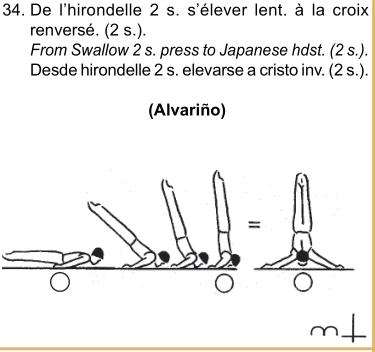 34. De l'hirondelle 2 s. s'élever lent. à la croix
renversé. (2 s.).
From Swallow 2 s. press to Japanese hdst. (2 s.).
Desde hirondelle 2 s. elevarse a cristo inv. (2 s.).
(Alvariño)
=